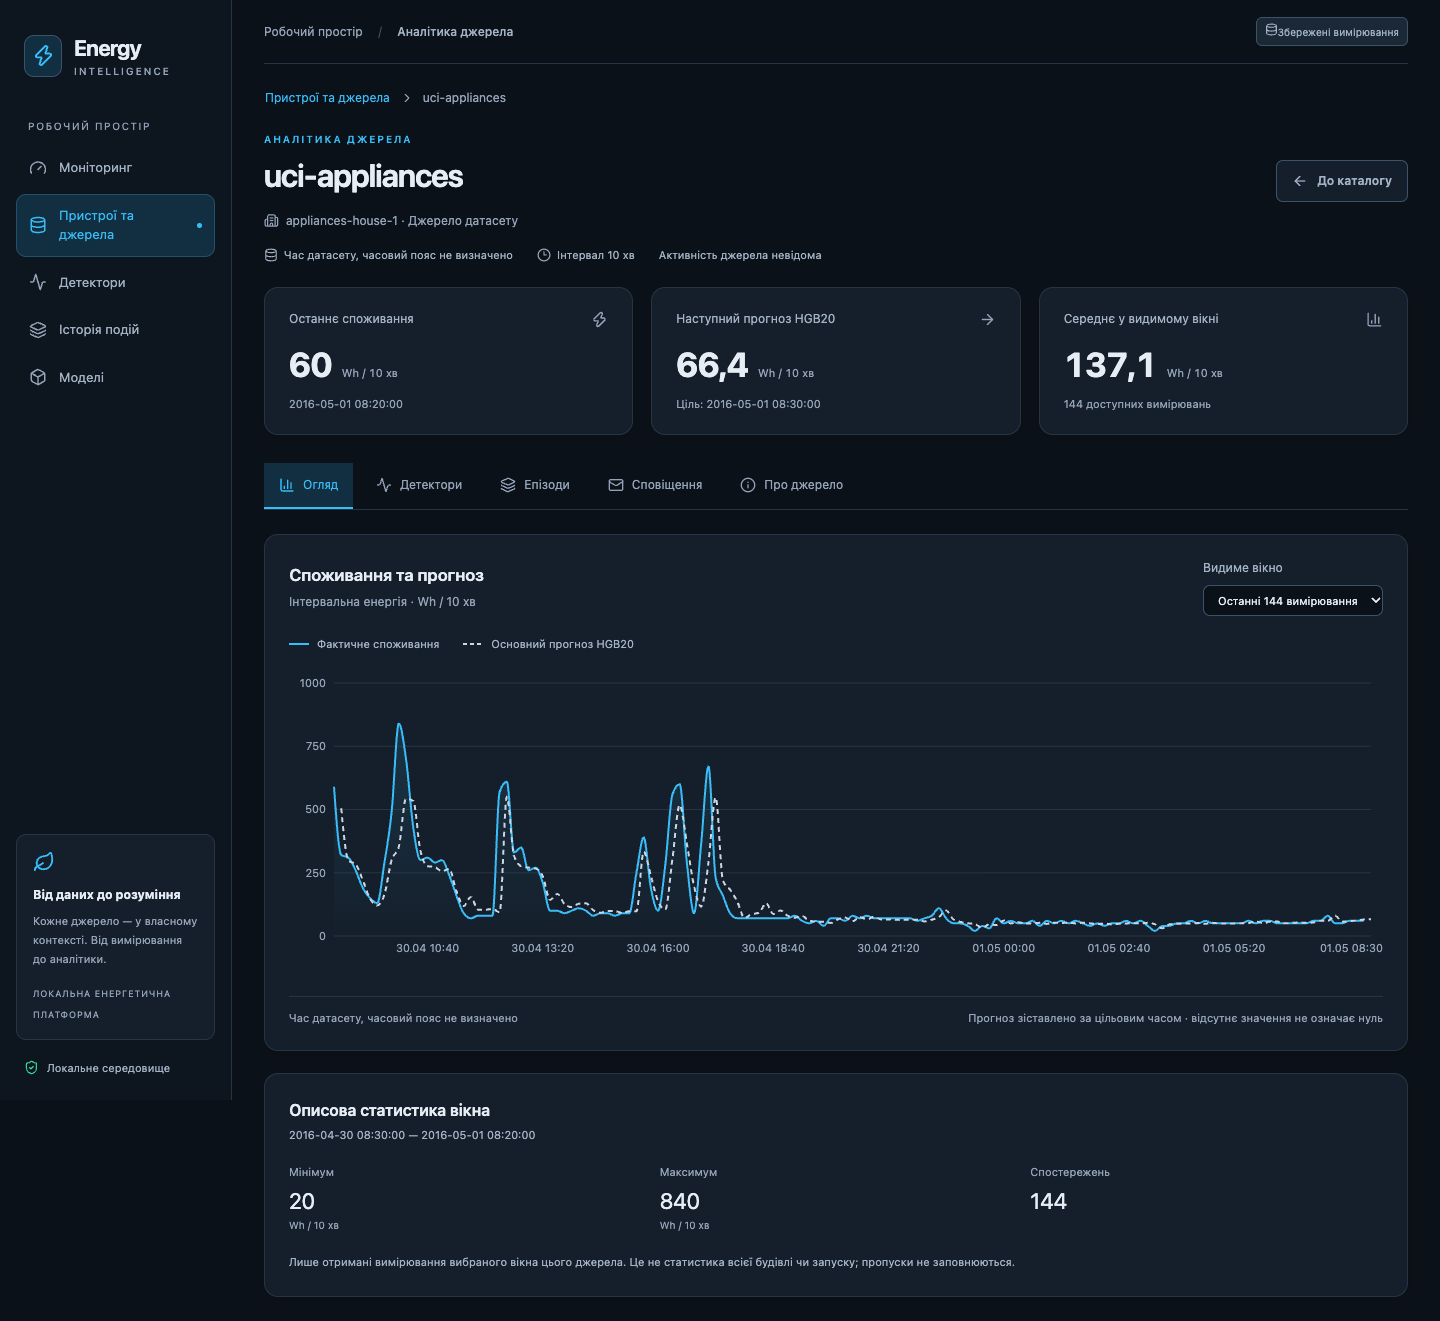 Energy
INTELLIGENCE
РОБОЧИЙ ПРОСТІР
Моніторинг
Пристрої та
джерела
Детектори
Історія подій
Моделі
Від даних до розуміння
Кожне джерело — у власному
контексті. Від вимірювання
до аналітики.
ЛОКАЛЬНА ЕНЕРГЕТИЧНА
ПЛАТФОРМА
Локальне середовище
Робочий простір / Аналітика джерела
Збережені вимірювання
Пристрої та джерела > uci-appliances
АНАЛІТИКА ДЖЕРЕЛА
uci-appliances
До каталогу
appliances-house-1 · Джерело датасету
Час датасету, часовий пояс не визначено Інтервал 10 хв Активність джерела невідома
Останнє споживання
60 Wh / 10 хв
2016-05-01 08:20:00
Наступний прогноз HGB20
66,4 Wh / 10 хв
Ціль: 2016-05-01 08:30:00
Середнє у видимому вікні
137,1 Wh / 10 хв
144 доступних вимірювань
Огляд Детектори Епізоди Сповіщення Про джерело
Споживання та прогноз
Інтервальна енергія · Wh / 10 хв
Видиме вікно
Останні 144 вимірювання
Фактичне споживання Основний прогноз HGB20
1000
750
500
250
0
30.04 10:40 30.04 13:20 30.04 16:00 30.04 18:40 30.04 21:20 01.05 00:00 01.05 02:40 01.05 05:20 01.05 08:30
Час датасету, часовий пояс не визначено
Прогноз зіставлено за цільовим часом · відсутнє значення не означає нуль
Описова статистика вікна
2016-04-30 08:30:00 — 2016-05-01 08:20:00
Мінімум
20
Wh / 10 хв
Максимум
840
Wh / 10 хв
Спостережень
144
Лише отримані вимірювання вибраного вікна цього джерела. Це не статистика всієї будівлі чи запуску; пропуски не заповнюються.